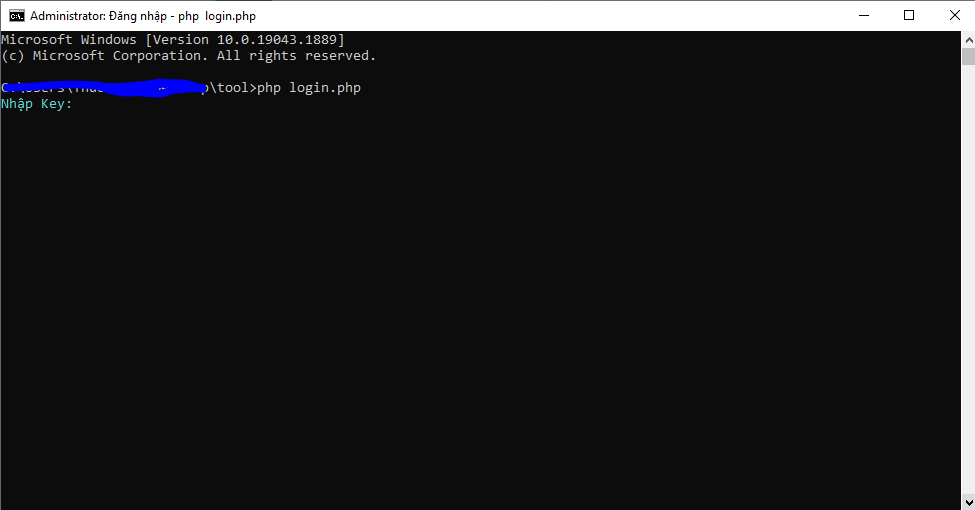 Administrator: Đăng nhập - php  login.php
Microsoft Windows [Version 10.0.19043.1889]
(c) Microsoft Corporation. All rights reserved.
\tool>php login.php
Nhập Key: